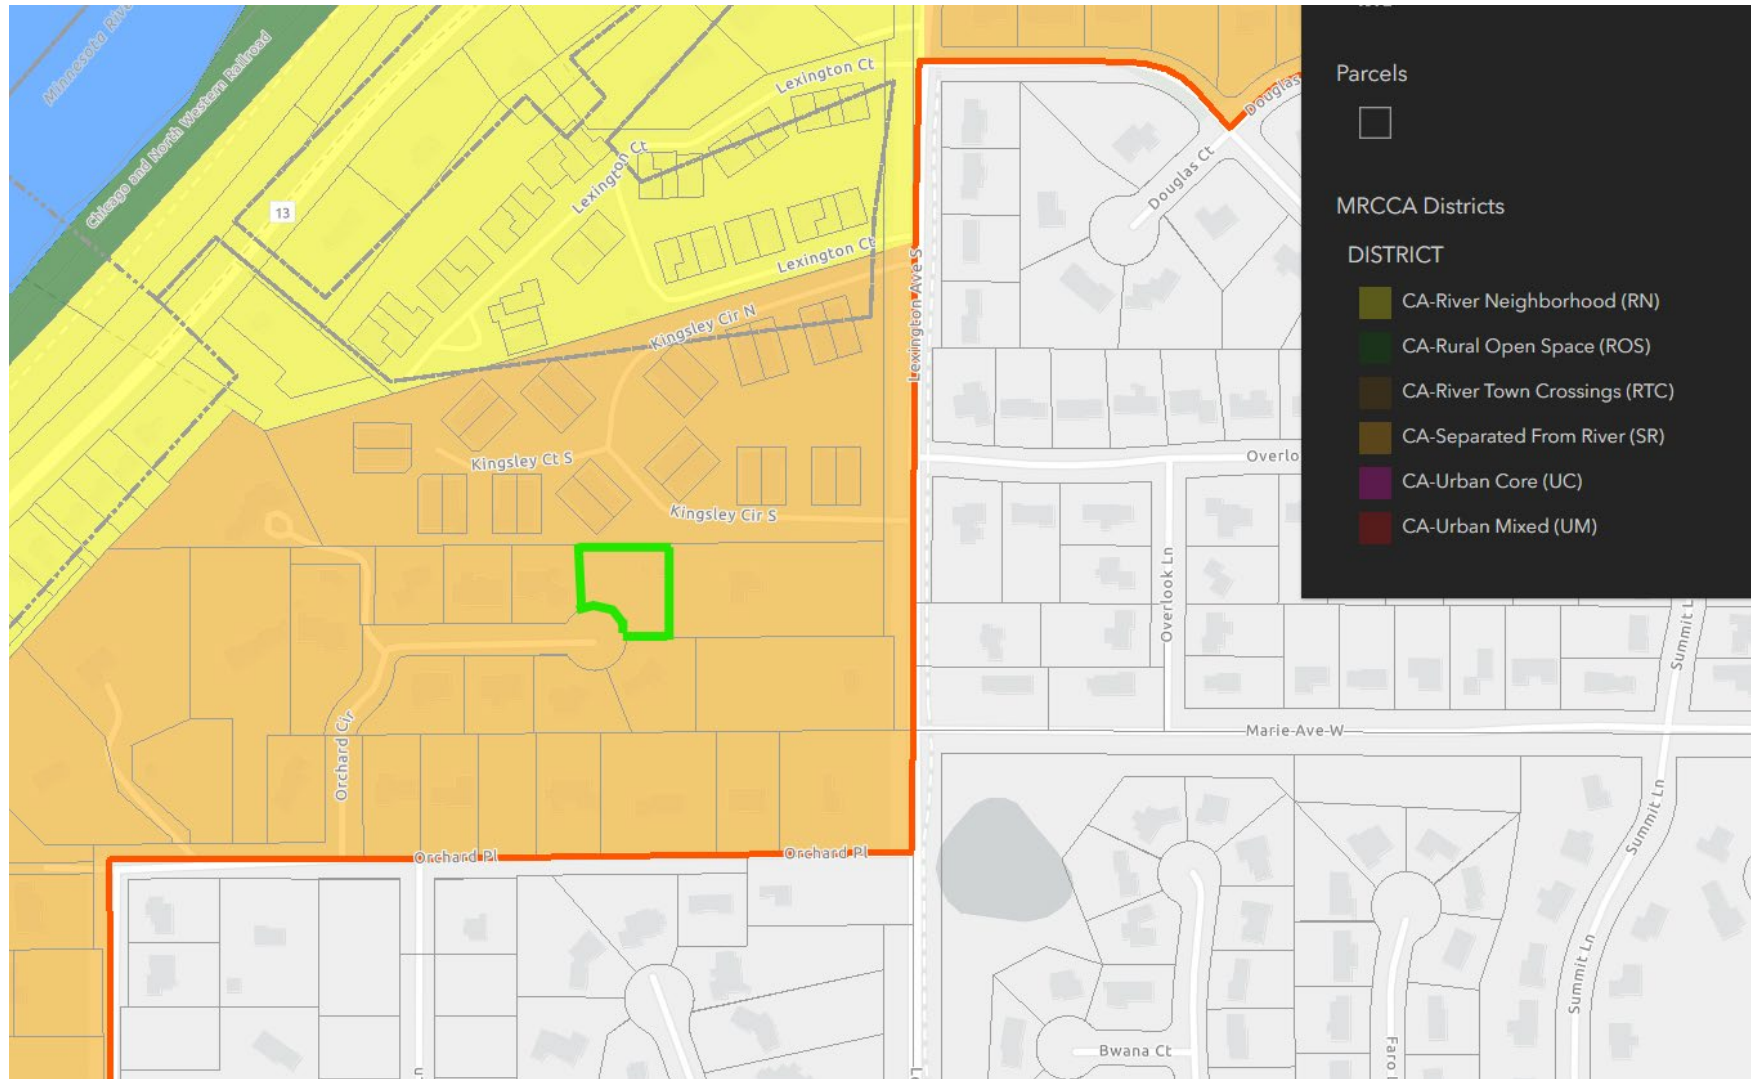 Minnesota River
Chicago and North Western Railroad
13
Lexington Ct
Lexington Ct
Lexington Ct
Kingsley Cir N
Lexington Ave S
Kingsley Ct S
Kingsley Cir S
Orchard Cir
Orchard Pl
Orchard Pl
Douglas
Douglas Ct
Overlo
Overlook Ln
Marie Ave W
Summit L
Summit Ln
Summit Ln
Bwana Ct
Faro
Parcels
MRCCA Districts
DISTRICT
CA-River Neighborhood (RN)
CA-Rural Open Space (ROS)
CA-River Town Crossings (RTC)
CA-Separated From River (SR)
CA-Urban Core (UC)
CA-Urban Mixed (UM)